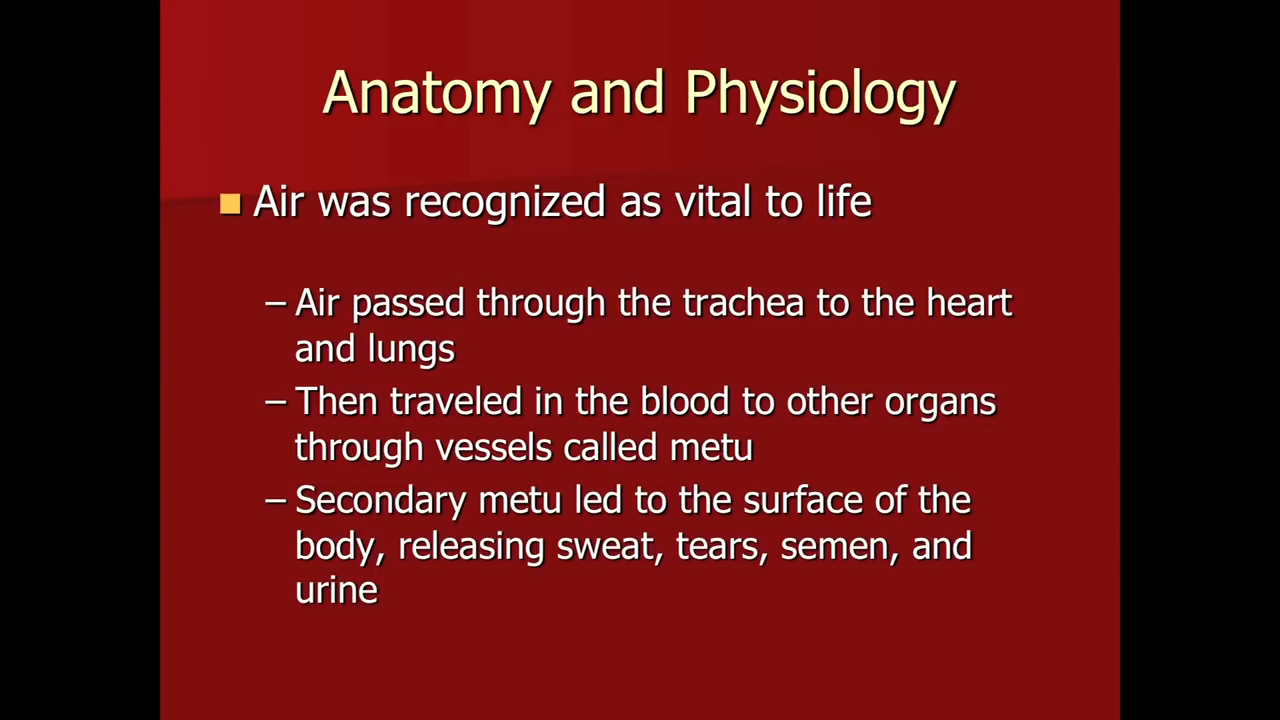 Anatomy and Physiology
Air was recognized as vital to life
– Air passed through the trachea to the heart
and lungs
– Then traveled in the blood to other organs
through vessels called metu
– Secondary metu led to the surface of the
body, releasing sweat, tears, semen, and
urine